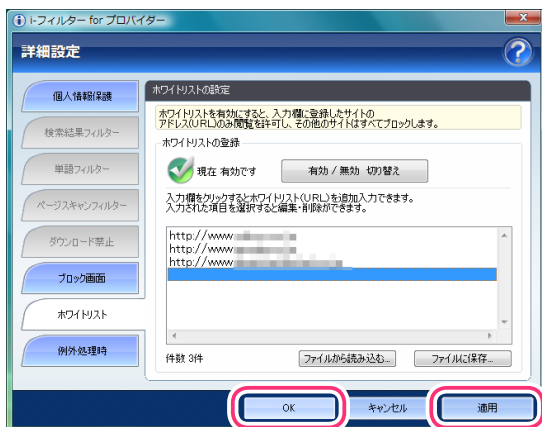 i-フィルター for プロバイダー
詳細設定
個人情報保護
検索結果フィルター
単語フィルター
ページスキャンフィルター
ダウンロード禁止
ブロック画面
ホワイトリスト
例外処理時
ホワイトリストの設定
ホワイトリストを有効にすると、入力欄に登録したサイトの
アドレス(URL)のみ閲覧を許可し、その他のサイトはすべてブロックします。
ホワイトリストの登録
現在 有効です
有効 / 無効 切り替え
入力欄をクリックするとホワイトリスト(URL)を追加入力できます。
入力された項目を選択すると編集・削除ができます。
http://www
http://www
http://www
件数 3件
ファイルから読み込む...
ファイルに保存...
OK
キャンセル
適用